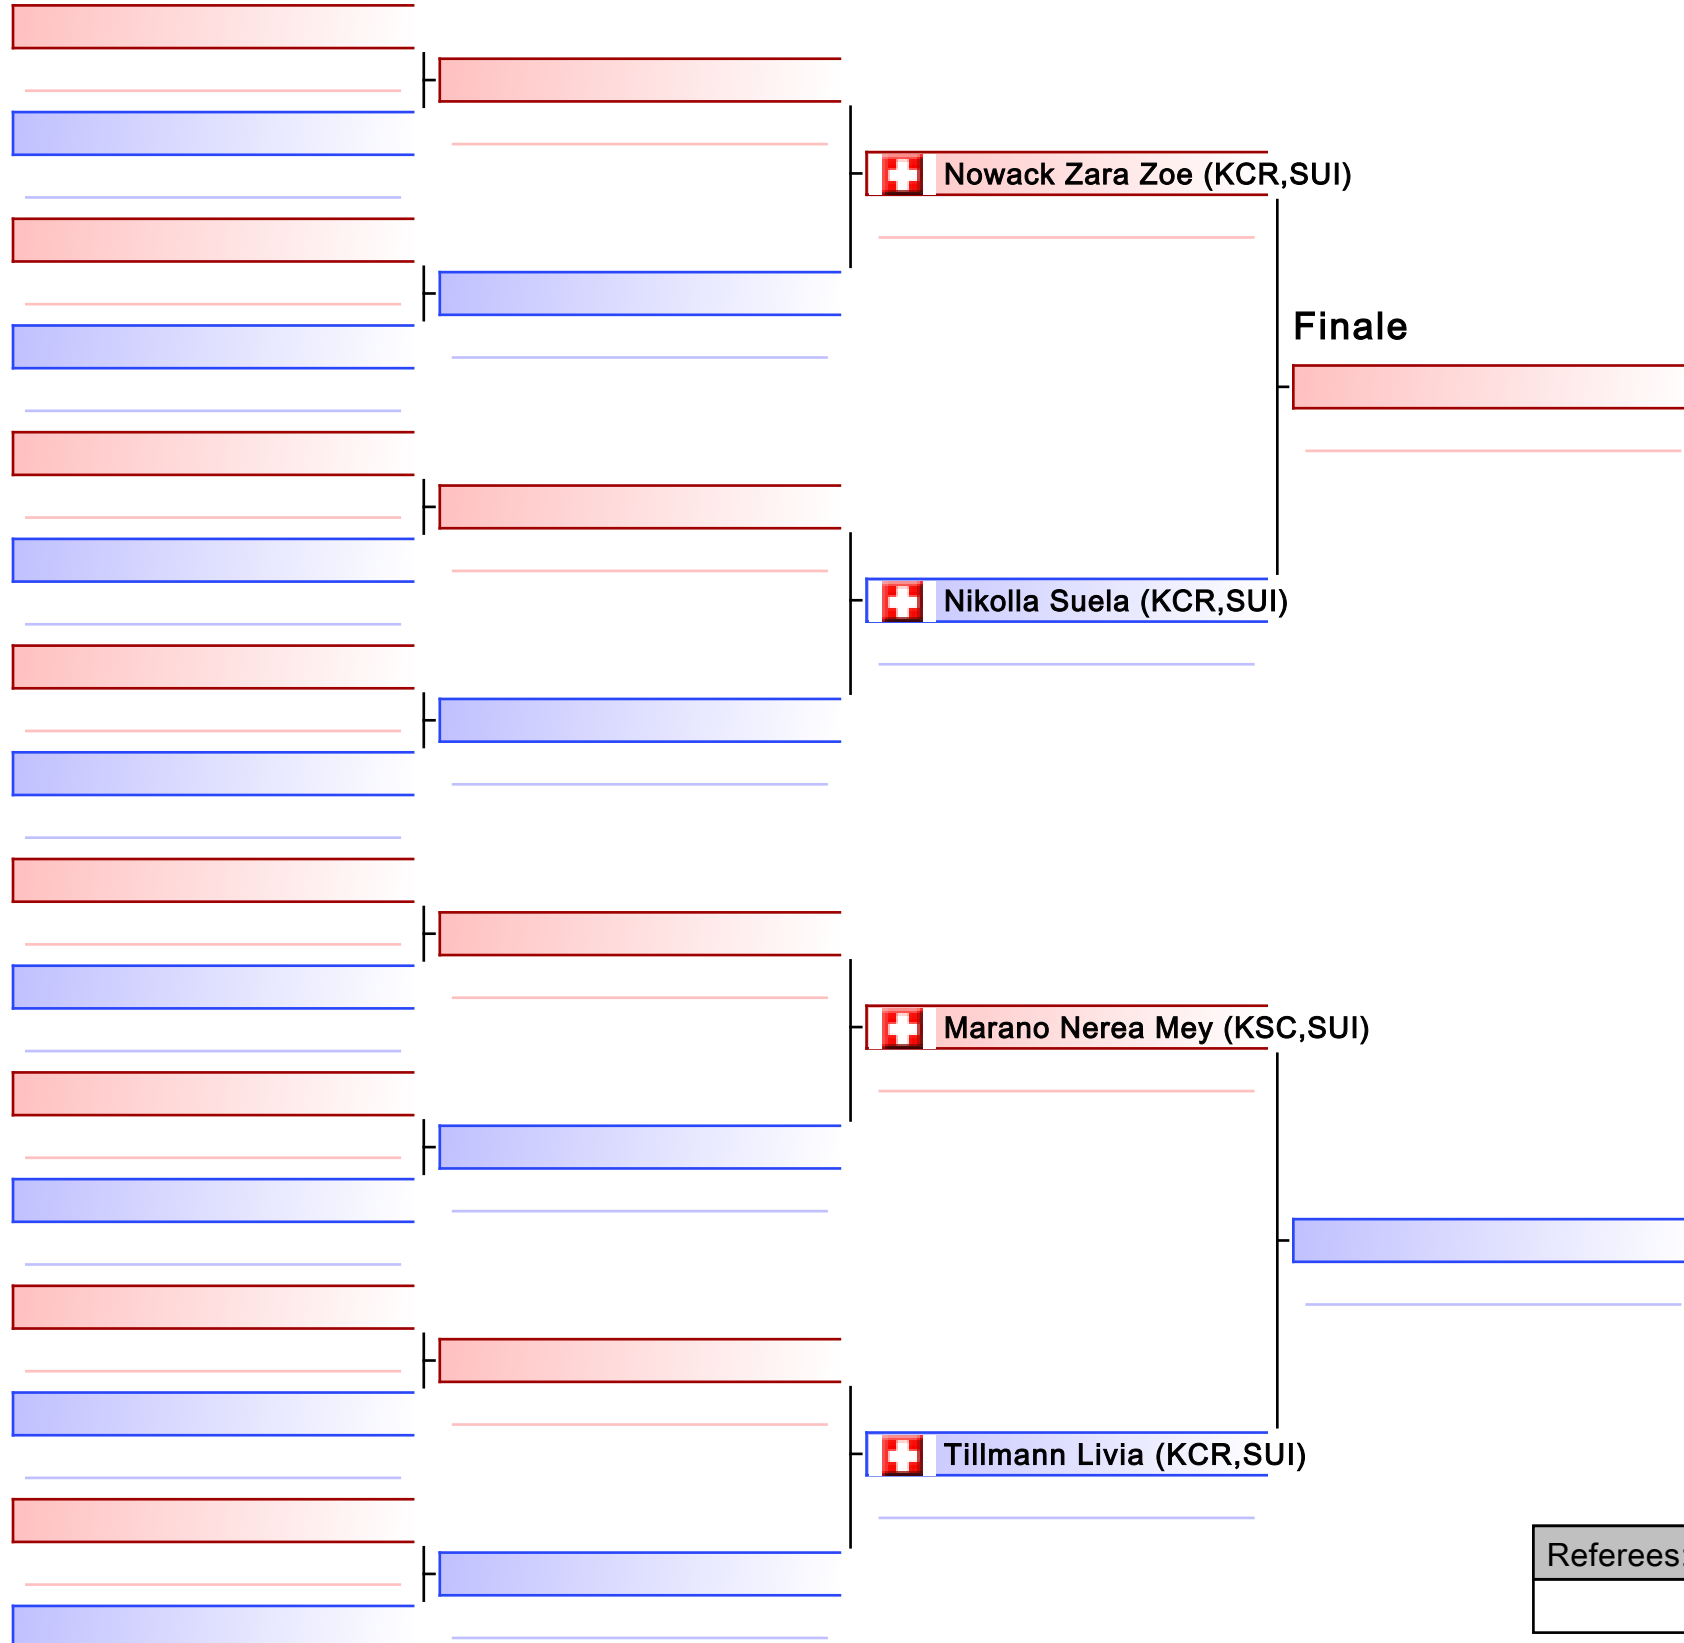 Nowack Zara Zoe (KCR,SUI)
Finale
Nikolla Suela (KCR,SUI)
Marano Nerea Mey (KSC,SUI)
Tillmann Livia (KCR,SUI)
Referees: